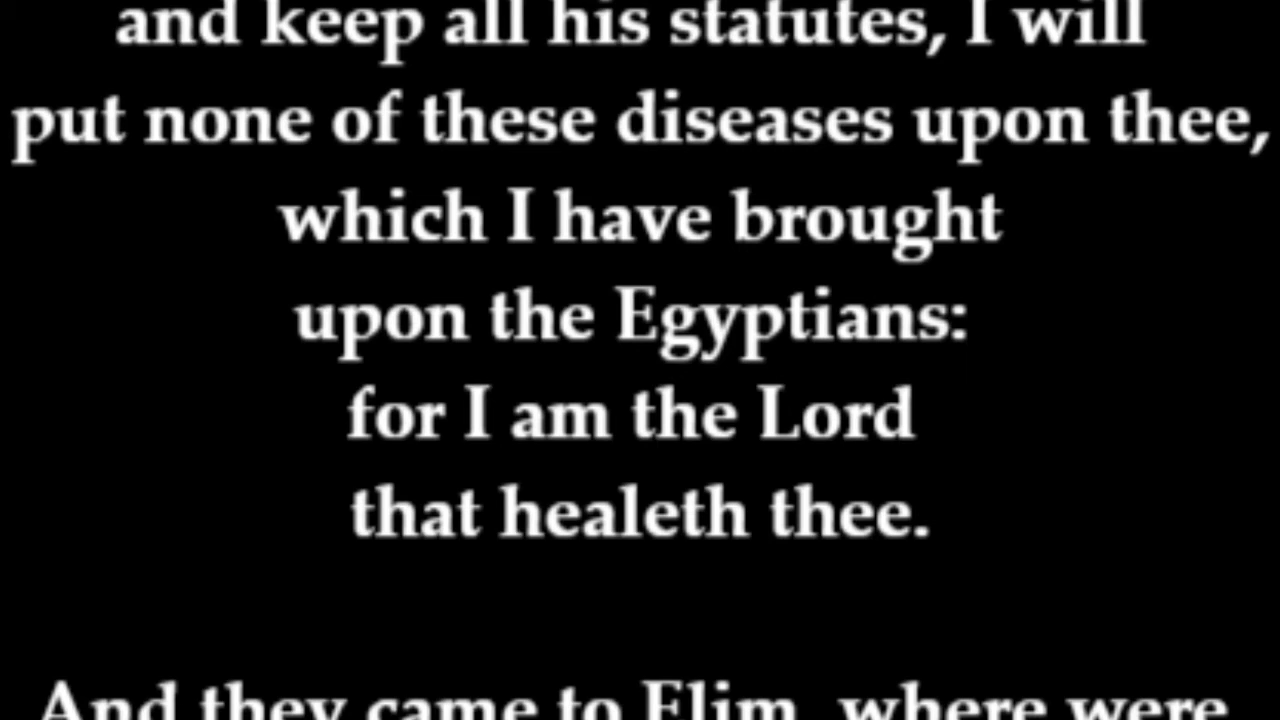 and keep all his statutes, I will
put none of these diseases upon thee,
which I have brought
upon the Egyptians:
for I am the Lord
that healeth thee.
And they came to Elim, where were